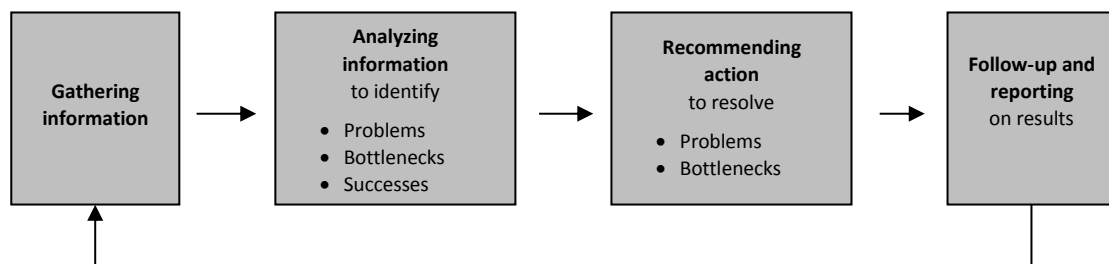 Gathering
information
Analyzing
information
to identify
• Problems
• Bottlenecks
• Successes
Recommending
action
to resolve
• Problems
• Bottlenecks
Follow-up and
reporting
on results